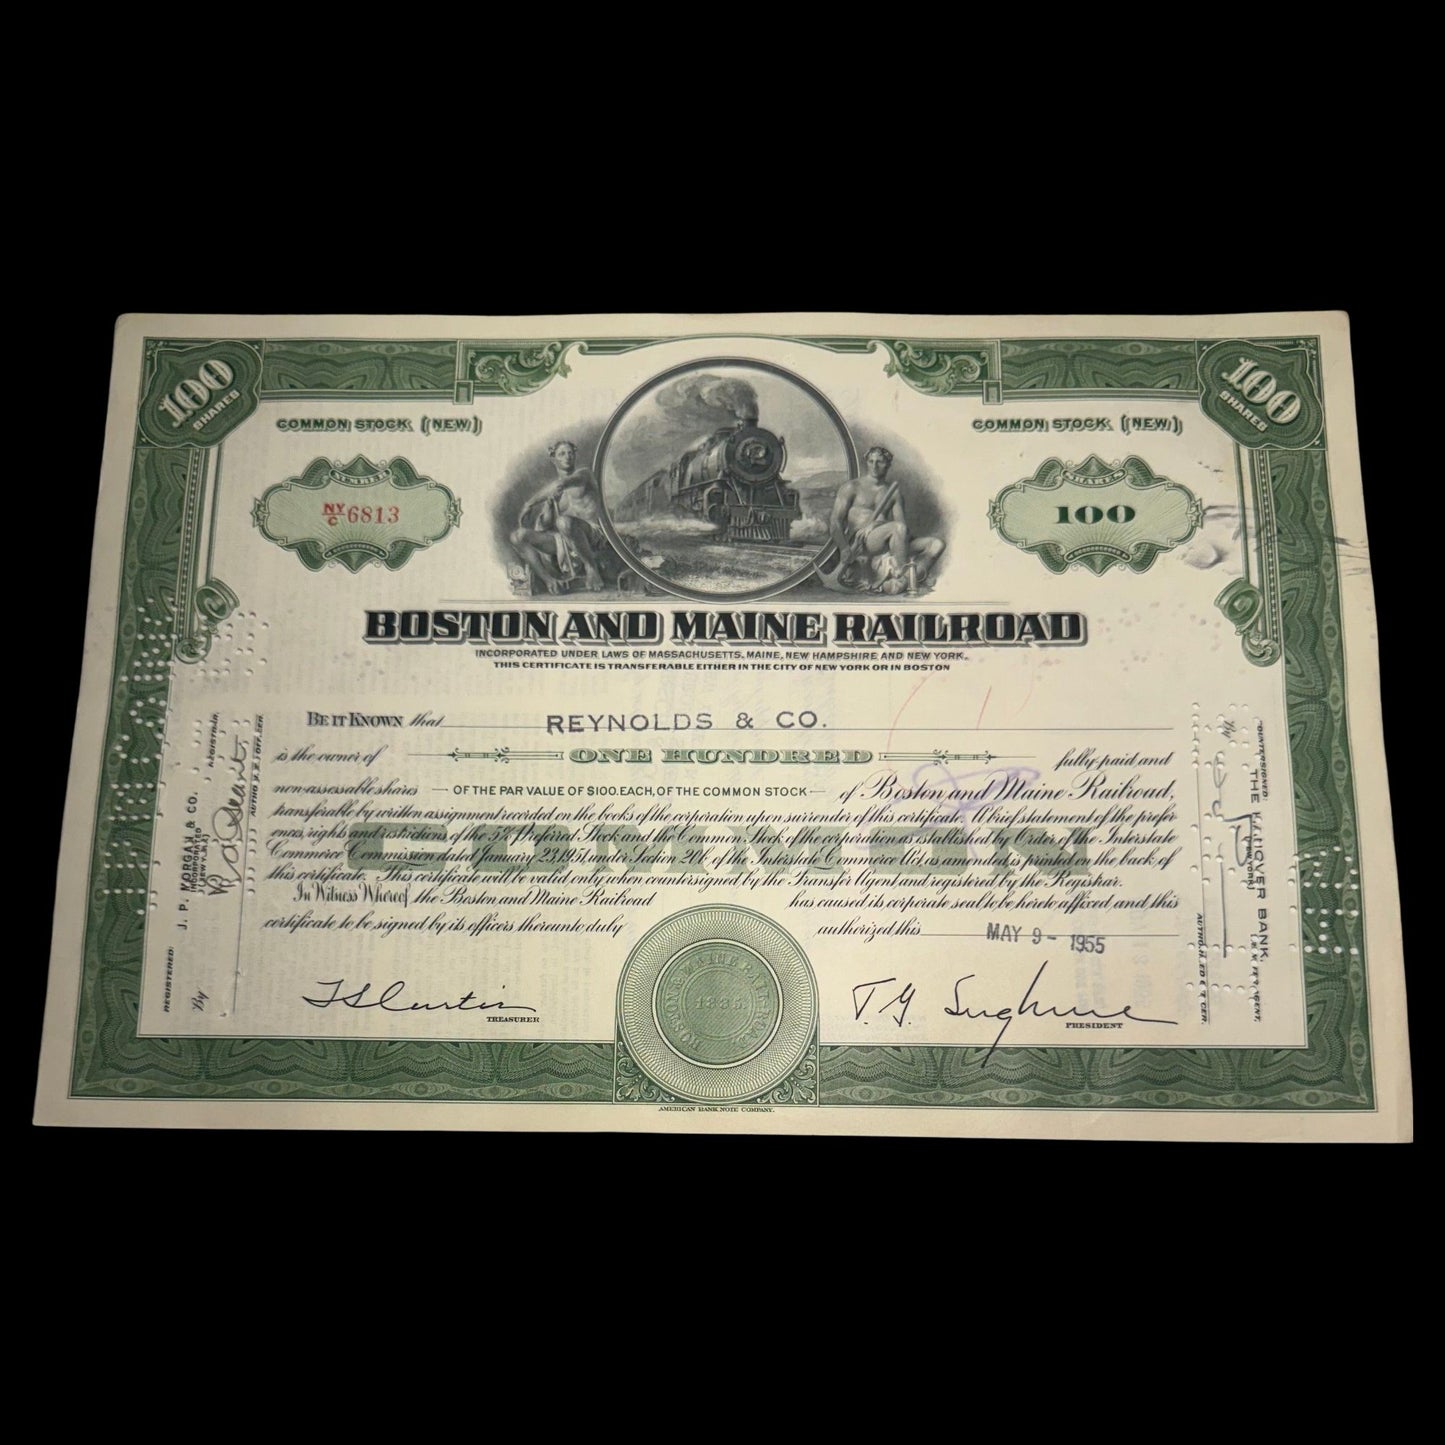 100 SHARES
100 SHARES
COMMON STOCK (NEW)
COMMON STOCK (NEW)
NUMBER
NY/C 6813
SHARES
100
BOSTON AND MAINE RAILROAD
INCORPORATED UNDER LAWS OF MASSACHUSETTS, MAINE, NEW HAMPSHIRE AND NEW YORK.
THIS CERTIFICATE IS TRANSFERABLE EITHER IN THE CITY OF NEW YORK OR IN BOSTON
BE IT KNOWN that REYNOLDS & CO.
is the owner of ONE HUNDRED fully paid and
non-assessable shares OF THE PAR VALUE OF $100. EACH, OF THE COMMON STOCK of Boston and Maine Railroad,
transferable by written assignment recorded on the books of the corporation upon surrender of this certificate. A brief statement of the prefer-
ences, rights and restrictions of the 5% Preferred Stock and the Common Stock of the corporation as established by Order of the Interstate
Commerce Commission dated January 23, 1951, under Section 20b of the Interstate Commerce Act, as amended, is printed on the back of
this certificate. This certificate will be valid only when countersigned by the Transfer Agent, and registered by the Registrar.
In Witness Whereof the Boston and Maine Railroad has caused its corporate seal to be hereto affixed, and this
certificate to be signed by its officers thereunto duly authorized this MAY 9 - 1955
TREASURER
PRESIDENT
BOSTON & MAINE RAILROAD
1835
AMERICAN BANK NOTE COMPANY.
REGISTERED:
J. P. MORGAN & CO.
INCORPORATED
By
REGISTRAR,
COUNTERSIGNED:
THE HANOVER BANK,
By